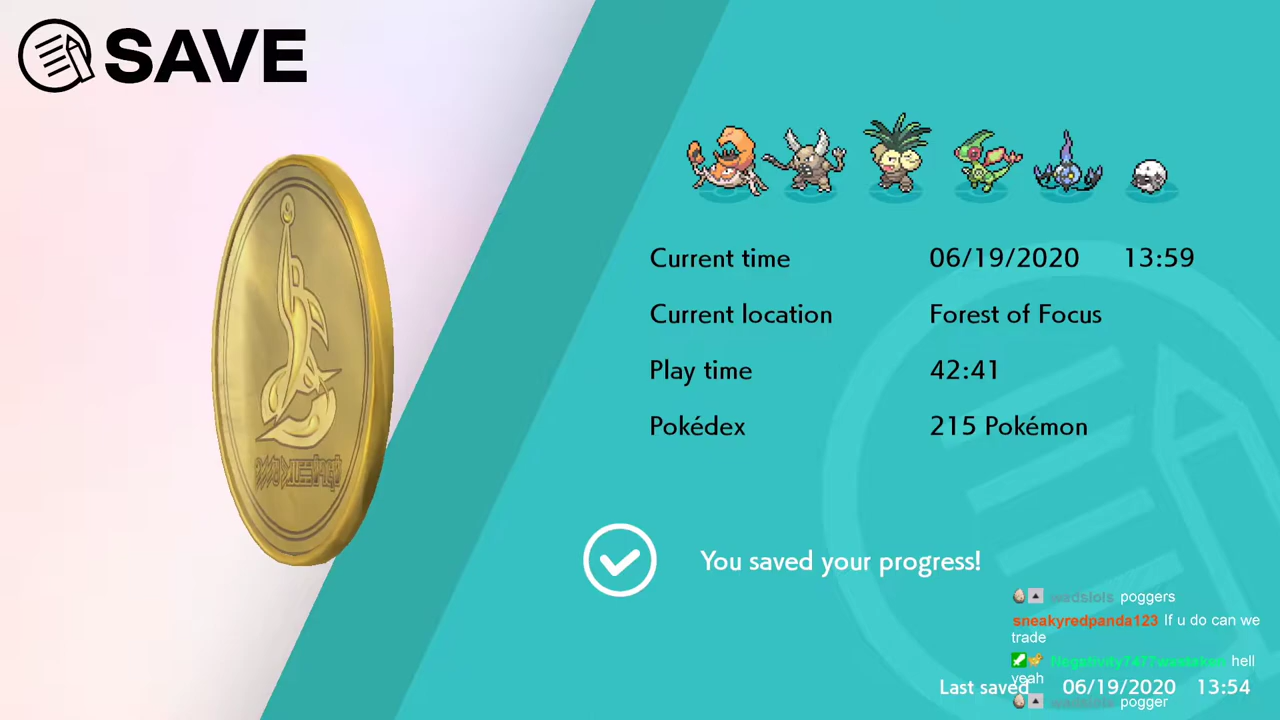 SAVE
Current time 06/19/2020 13:59
Current location Forest of Focus
Play time 42:41
Pokédex 215 Pokémon
You saved your progress!
wadslols poggers
sneakyredpanda123 If u do can we
trade
hell
yeah
Last saved 06/19/2020 13:54
wadslols pogger